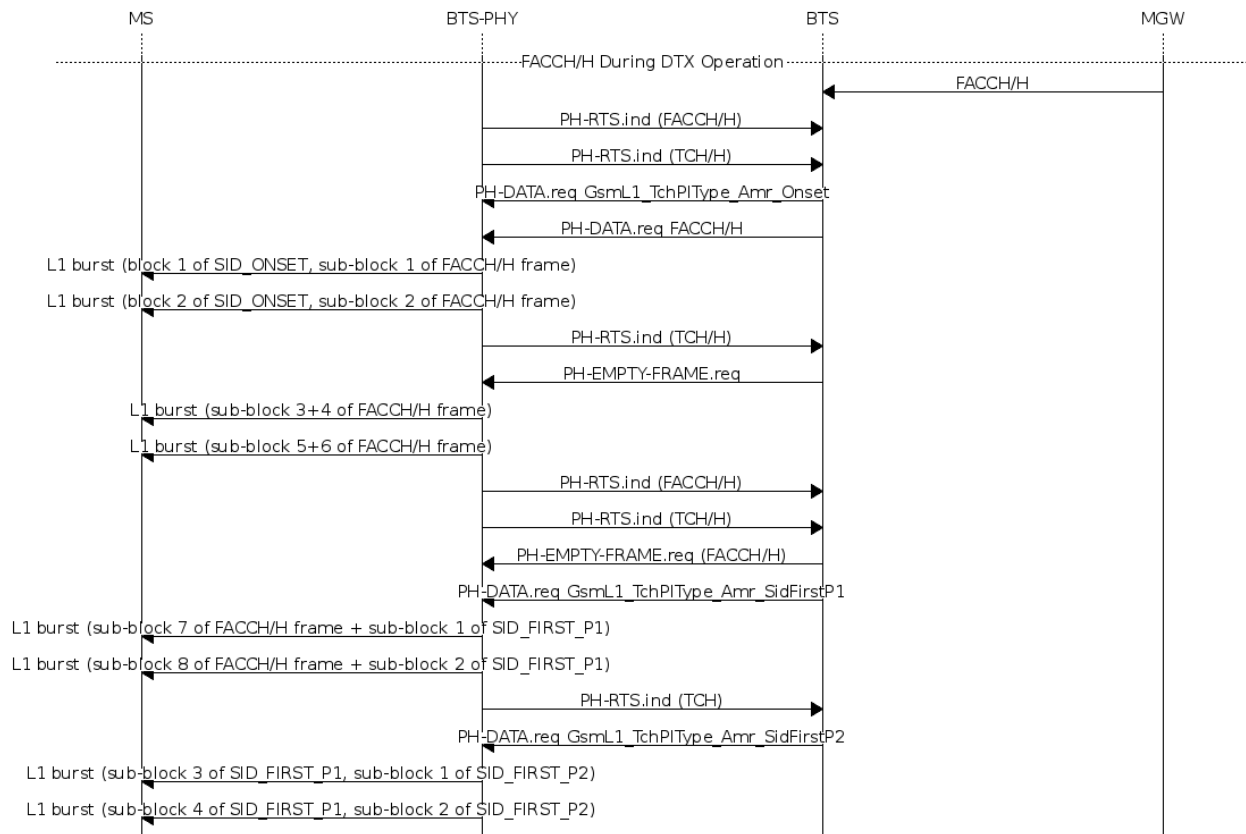 MS BTS-PHY BTS MGW
FACCH/H During DTX Operation
FACCH/H
PH-RTS.ind (FACCH/H)
PH-RTS.ind (TCH/H)
PH-DATA.req GsmL1_TchPlType_Amr_Onset
PH-DATA.req FACCH/H
L1 burst (block 1 of SID_ONSET, sub-block 1 of FACCH/H frame)
L1 burst (block 2 of SID_ONSET, sub-block 2 of FACCH/H frame)
PH-RTS.ind (TCH/H)
PH-EMPTY-FRAME.req
L1 burst (sub-block 3+4 of FACCH/H frame)
L1 burst (sub-block 5+6 of FACCH/H frame)
PH-RTS.ind (FACCH/H)
PH-RTS.ind (TCH/H)
PH-EMPTY-FRAME.req (FACCH/H)
PH-DATA.req GsmL1_TchPlType_Amr_SidFirstP1
L1 burst (sub-block 7 of FACCH/H frame + sub-block 1 of SID_FIRST_P1)
L1 burst (sub-block 8 of FACCH/H frame + sub-block 2 of SID_FIRST_P1)
PH-RTS.ind (TCH)
PH-DATA.req GsmL1_TchPlType_Amr_SidFirstP2
L1 burst (sub-block 3 of SID_FIRST_P1, sub-block 1 of SID_FIRST_P2)
L1 burst (sub-block 4 of SID_FIRST_P1, sub-block 2 of SID_FIRST_P2)